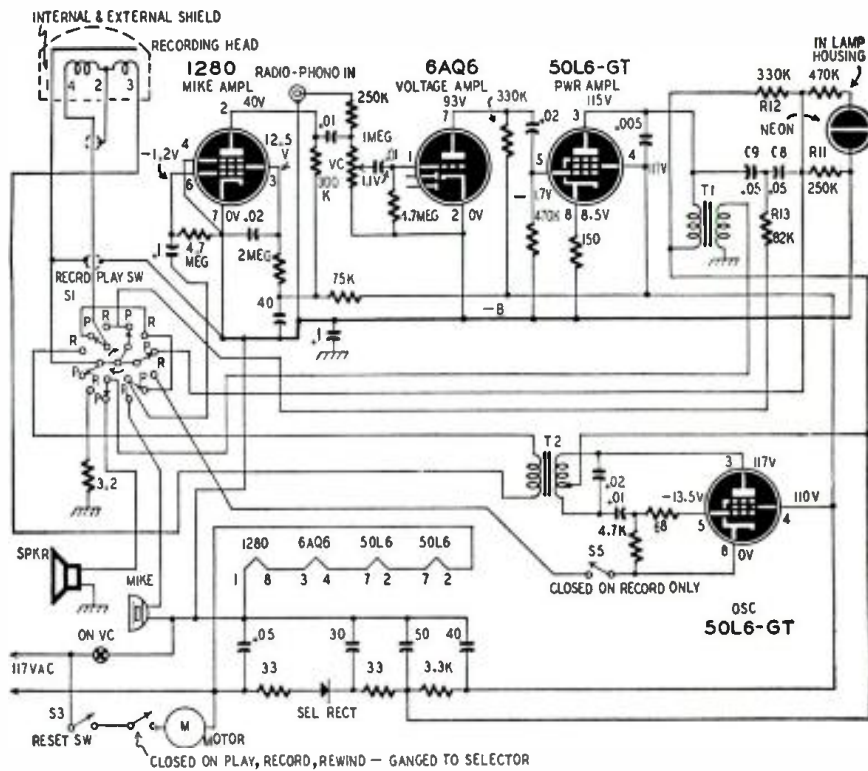 INTERNAL & EXTERNAL SHIELD
RECORDING HEAD
1 4 2 3
1280
MIKE AMPL
RADIO-PHONO IN
6AQ6
VOLTAGE AMPL
50L6-GT
PWR AMPL
IN LAMP
HOUSING
330K
470K
R12
NEON
2
40V
250K
93V
330K
115V
.01
7
.02
3
.005
1MEG
12.5
V
4
-1.2V
6
3
VC
.01
1
5
4
117V
C9
C8
R11
.05
.05
250K
1.1V
T1
7
0V
.02
4.7MEG
2
0V
470K
8
8.5V
R13
82K
4.7
MEG
2MEG
150
.1
RECRD PLAY SW
S1
75K
40
-B
.1
P R P R
R P R
P R P P
R P
3.2
T2
3
117V
.02
.01
-13.5V
110V
4.7K
5
4
8
0V
S5
CLOSED ON RECORD ONLY
OSC
50L6-GT
1280
6AQ6
50L6
50L6
1 8 3 4 7 2 7 2
SPKR
MIKE
ON VC
.05
30
50
40
117VAC
33
33
3.3K
SEL RECT
S3
RESET SW
M
MOTOR
CLOSED ON PLAY, RECORD, REWIND — GANGED TO SELECTOR